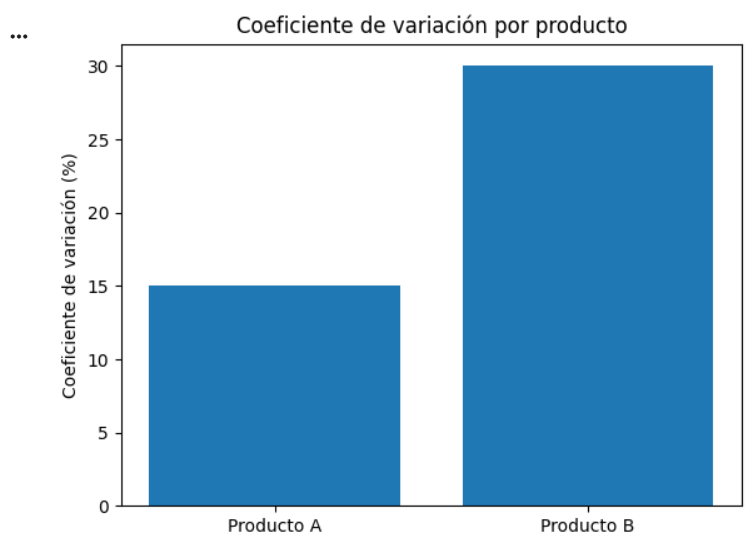 ...
Coeficiente de variación por producto
Coeficiente de variación (%)
30
25
20
15
10
5
0
Producto A
Producto B